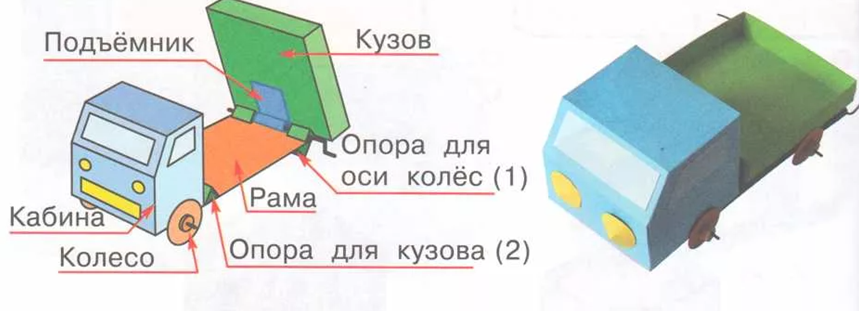 Подъёмник
Кузов
Опора для
оси колёс (1)
Рама
Кабина
Колесо
Опора для кузова (2)